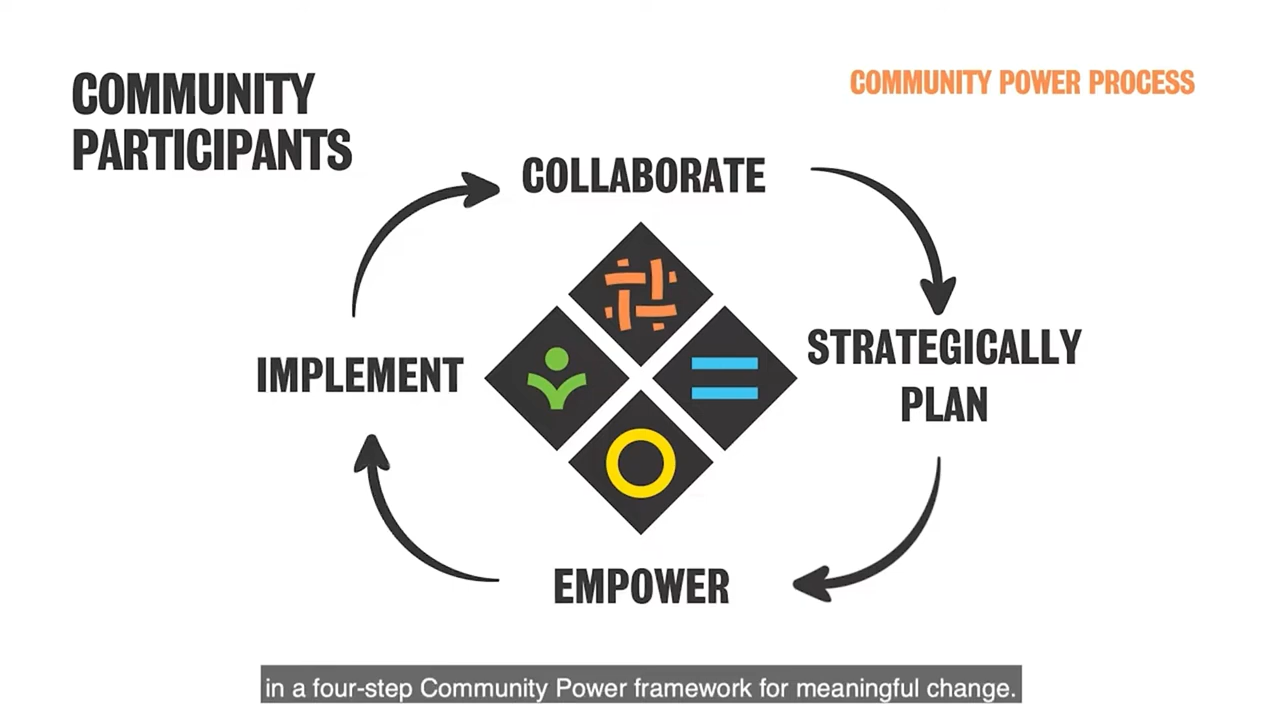 COMMUNITY
PARTICIPANTS
COMMUNITY POWER PROCESS
COLLABORATE
STRATEGICALLY
PLAN
IMPLEMENT
EMPOWER
in a four-step Community Power framework for meaningful change.